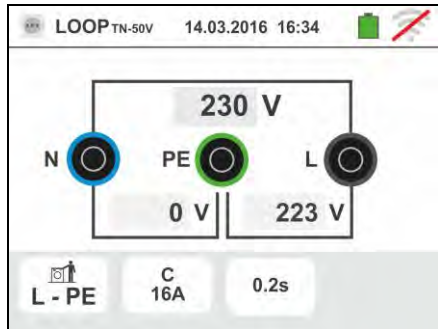 LOOP TN-50V 14.03.2016 16:34
230 V
N PE L
0 V 223 V
L - PE
C
16A
0.2s